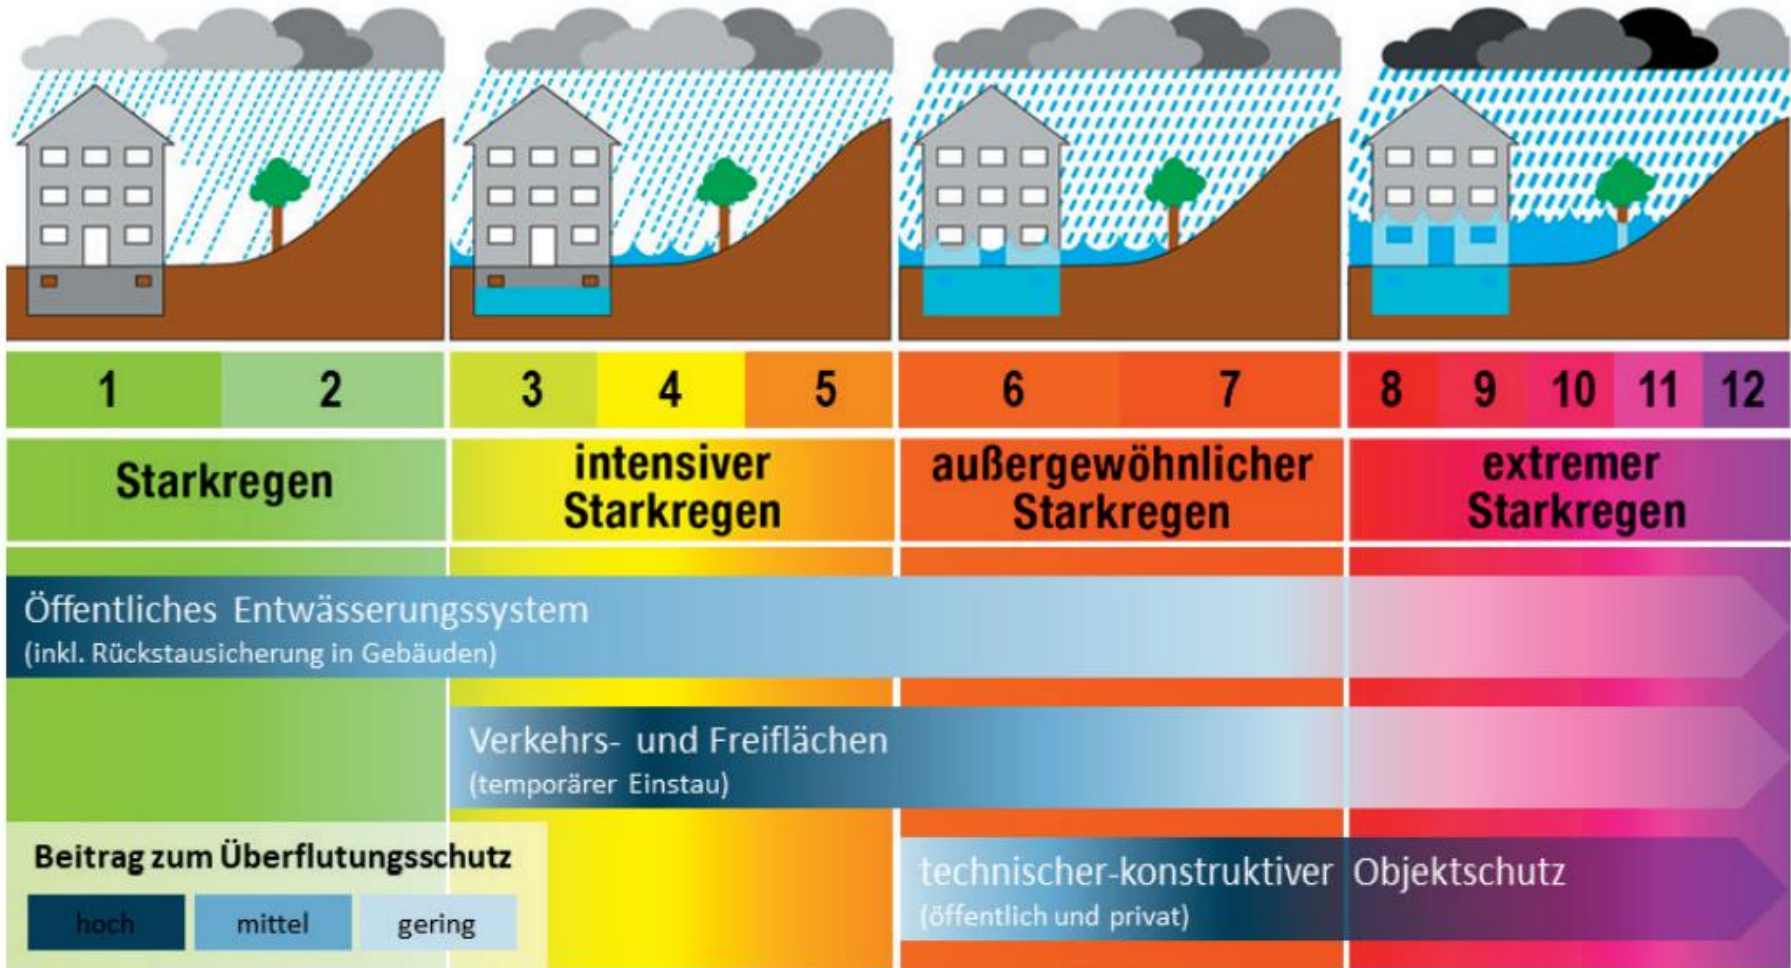 1 2 3 4 5 6 7 8 9 10 11 12
Starkregen
intensiver
Starkregen
außergewöhnlicher
Starkregen
extremer
Starkregen
Öffentliches Entwässerungssystem
(inkl. Rückstausicherung in Gebäuden)
Verkehrs- und Freiflächen
(temporärer Einstau)
technischer-konstruktiver Objektschutz
(öffentlich und privat)
Beitrag zum Überflutungsschutz
hoch mittel gering